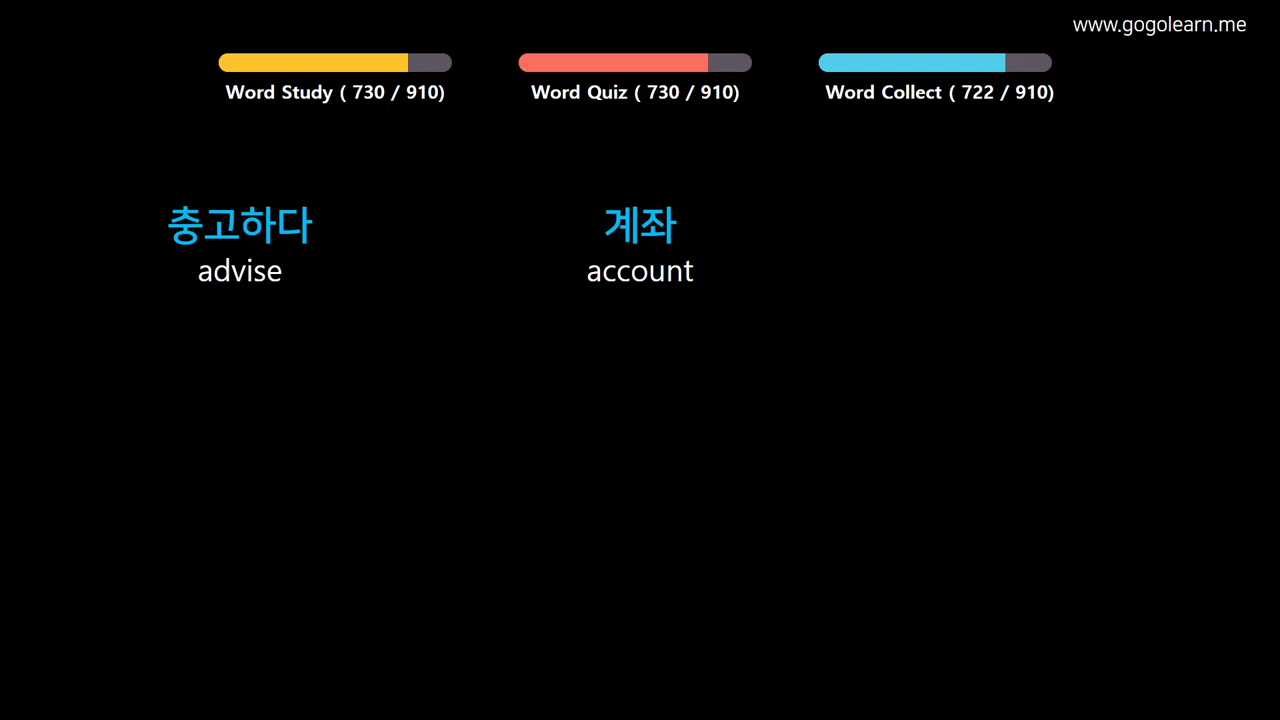 www.gogolearn.me
Word Study ( 730 / 910)
Word Quiz ( 730 / 910)
Word Collect ( 722 / 910)
충고하다
advise
계좌
account